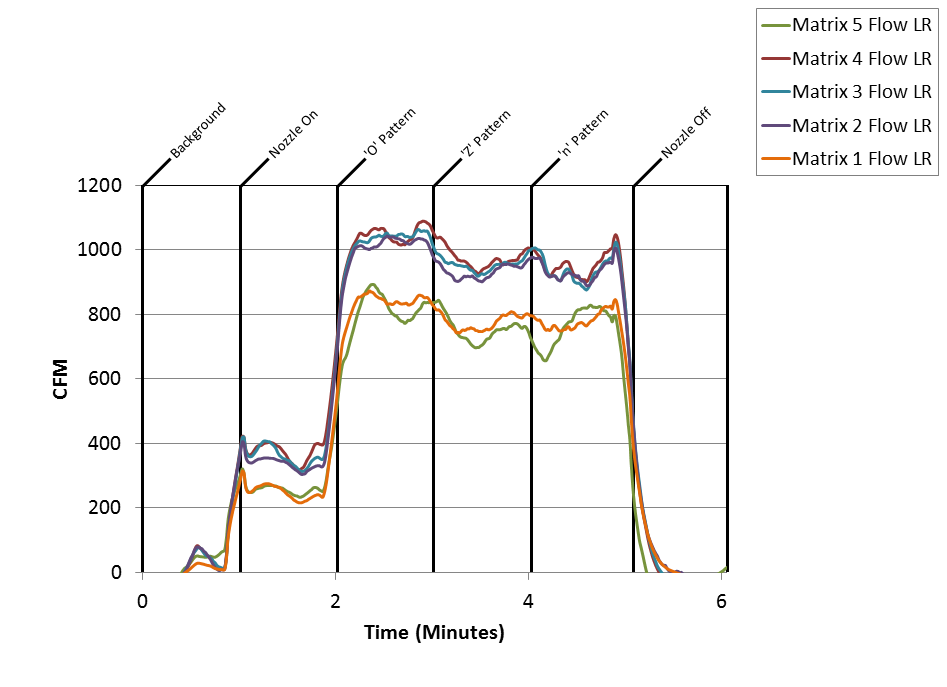 Matrix 5 Flow LR
Matrix 4 Flow LR
Matrix 3 Flow LR
Matrix 2 Flow LR
Matrix 1 Flow LR
Background
Nozzle On
'O' Pattern
'Z' Pattern
'n' Pattern
Nozzle Off
1200
1000
800
600
400
200
0
CFM
0 2 4 6
Time (Minutes)